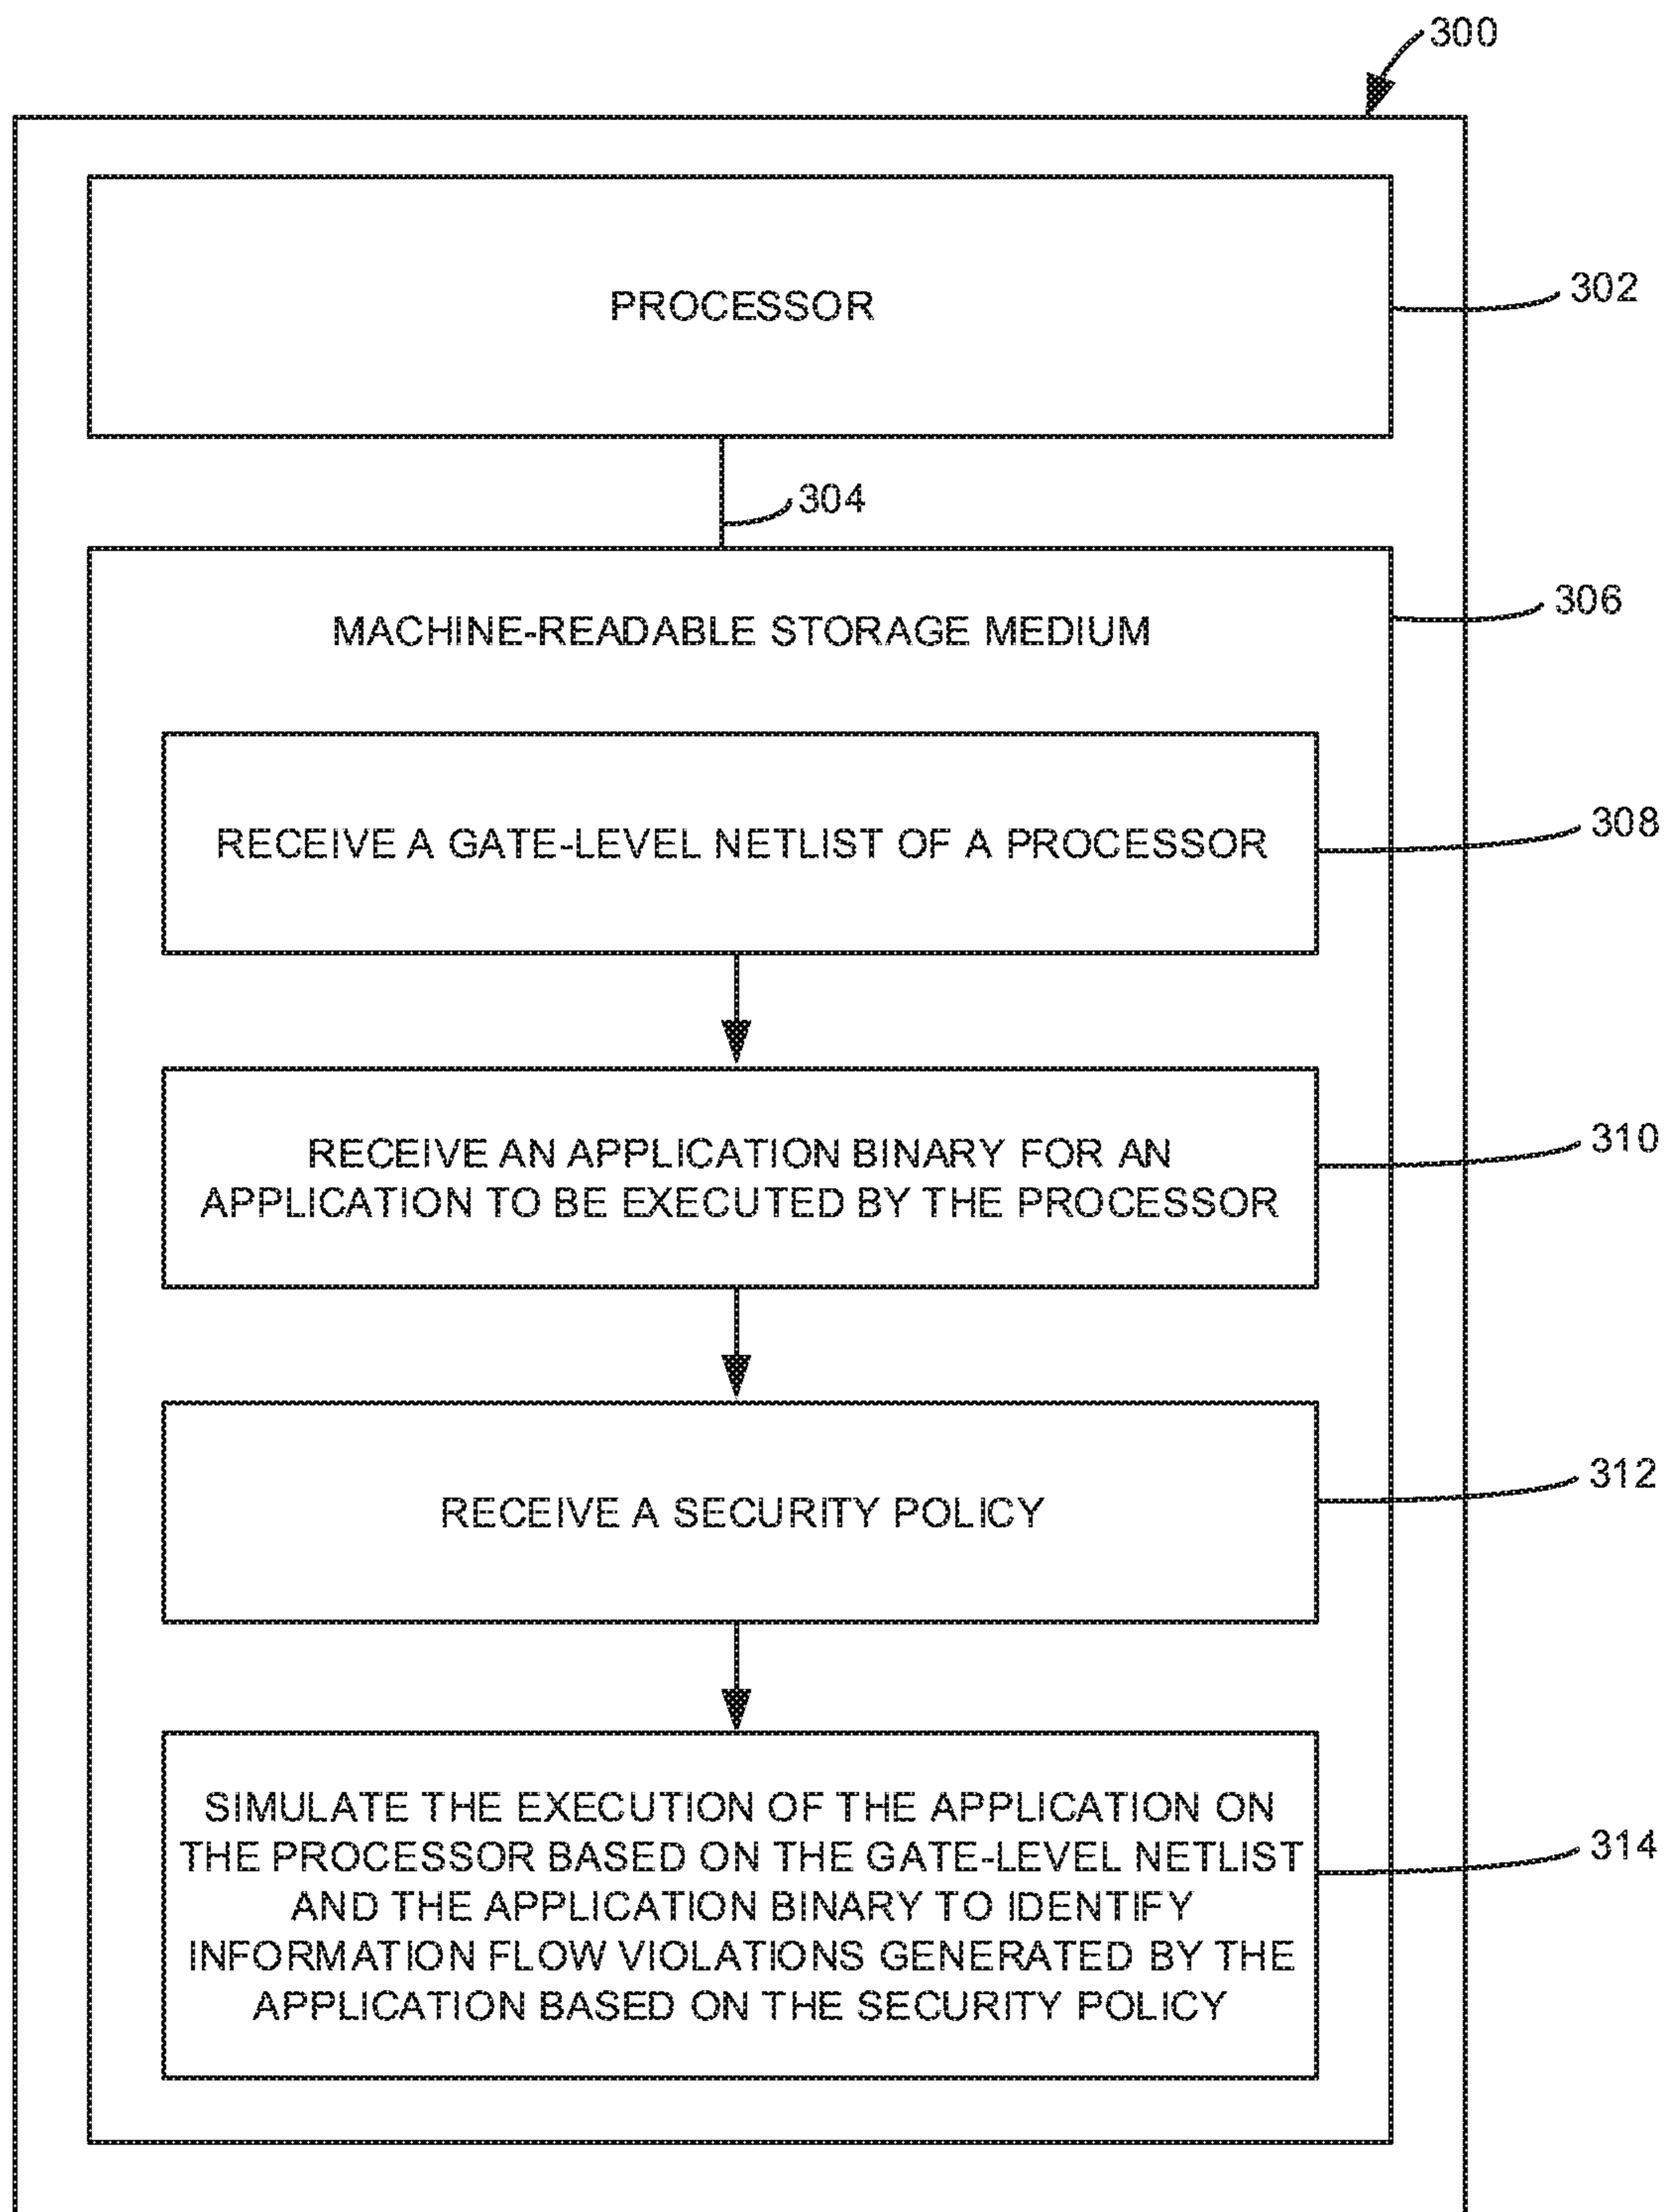 300
PROCESSOR
302
304
306
MACHINE-READABLE STORAGE MEDIUM
308
RECEIVE A GATE-LEVEL NETLIST OF A PROCESSOR
310
RECEIVE AN APPLICATION BINARY FOR AN
APPLICATION TO BE EXECUTED BY THE PROCESSOR
312
RECEIVE A SECURITY POLICY
SIMULATE THE EXECUTION OF THE APPLICATION ON
THE PROCESSOR BASED ON THE GATE-LEVEL NETLIST
314
AND THE APPLICATION BINARY TO IDENTIFY
INFORMATION FLOW VIOLATIONS GENERATED BY THE
APPLICATION BASED ON THE SECURITY POLICY